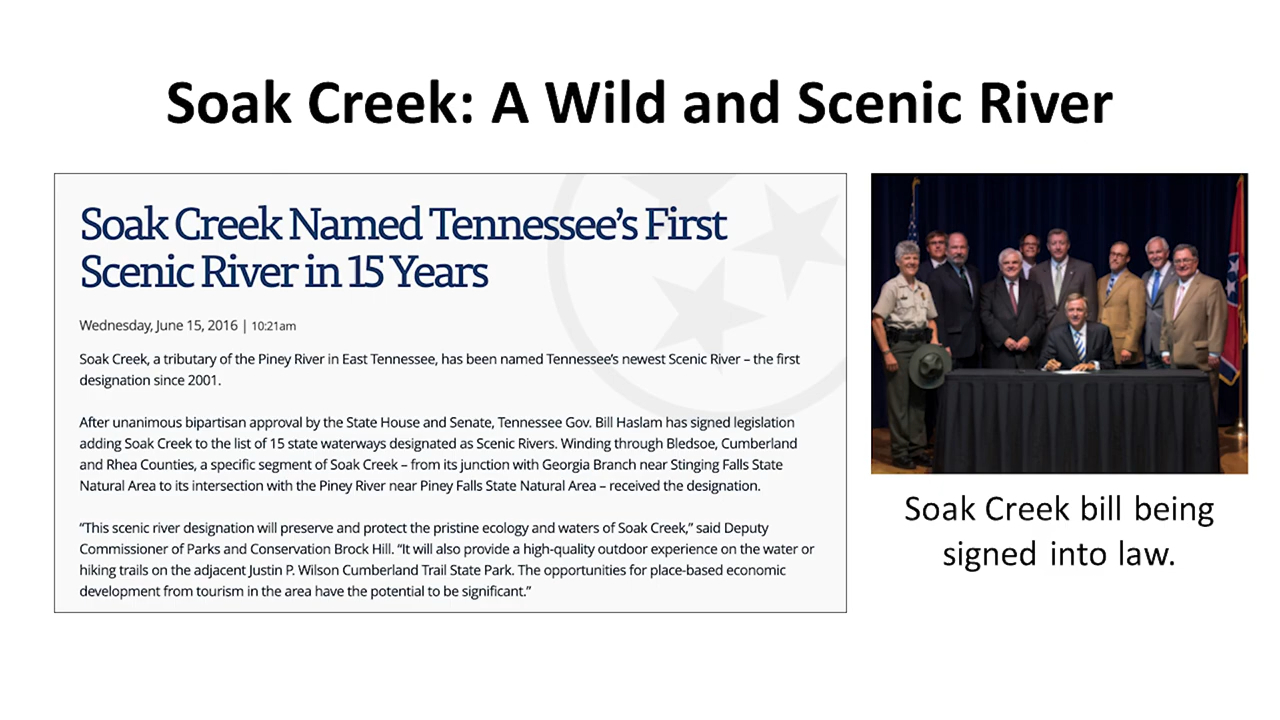 Soak Creek: A Wild and Scenic River
Soak Creek Named Tennessee’s First
Scenic River in 15 Years
Wednesday, June 15, 2016 | 10:21am
Soak Creek, a tributary of the Piney River in East Tennessee, has been named Tennessee’s newest Scenic River – the first
designation since 2001.
After unanimous bipartisan approval by the State House and Senate, Tennessee Gov. Bill Haslam has signed legislation
adding Soak Creek to the list of 15 state waterways designated as Scenic Rivers. Winding through Bledsoe, Cumberland
and Rhea Counties, a specific segment of Soak Creek – from its junction with Georgia Branch near Stinging Falls State
Natural Area to its intersection with the Piney River near Piney Falls State Natural Area – received the designation.
“This scenic river designation will preserve and protect the pristine ecology and waters of Soak Creek,” said Deputy
Commissioner of Parks and Conservation Brock Hill. “It will also provide a high-quality outdoor experience on the water or
hiking trails on the adjacent Justin P. Wilson Cumberland Trail State Park. The opportunities for place-based economic
development from tourism in the area have the potential to be significant.”
Soak Creek bill being
signed into law.